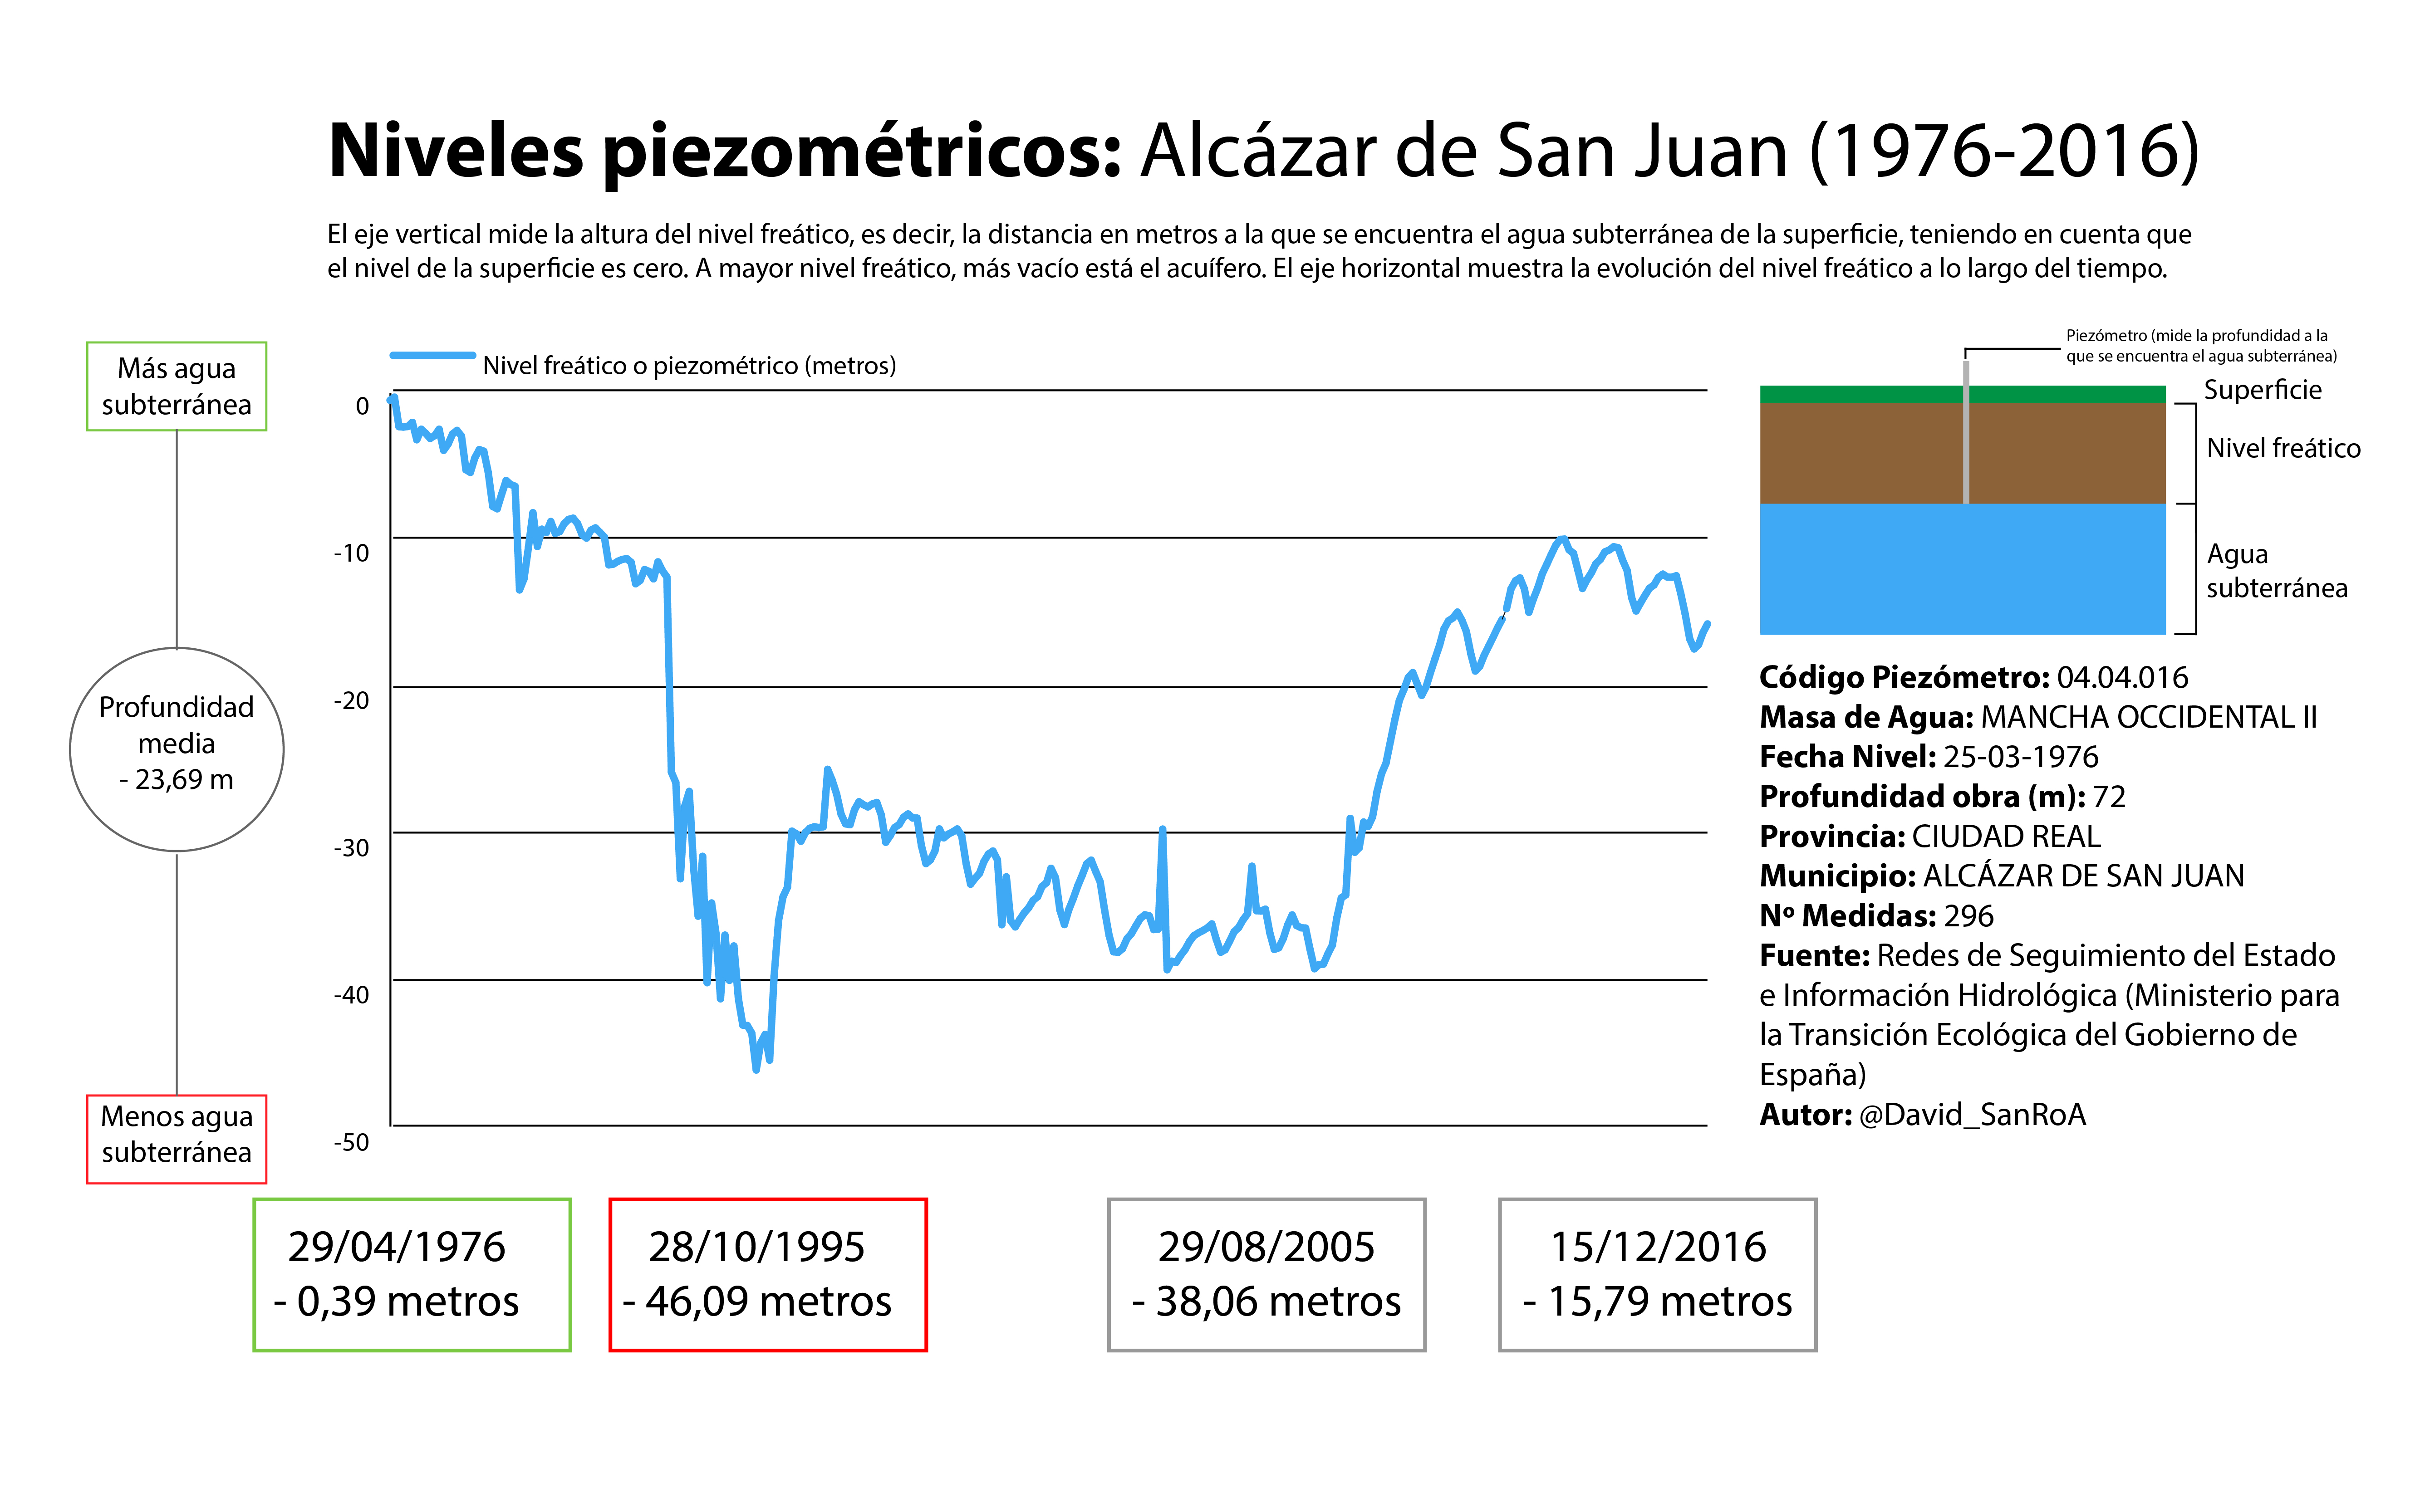 Niveles piezométricos: Alcázar de San Juan (1976-2016)
El eje vertical mide la altura del nivel freático, es decir, la distancia en metros a la que se encuentra el agua subterránea de la superficie, teniendo en cuenta que
el nivel de la superficie es cero. A mayor nivel freático, más vacío está el acuífero. El eje horizontal muestra la evolución del nivel freático a lo largo del tiempo.
Más agua
subterránea
Profundidad
media
- 23,69 m
Menos agua
subterránea
Nivel freático o piezométrico (metros)
0
-10
-20
-30
-40
-50
Piezómetro (mide la profundidad a la
que se encuentra el agua subterránea)
Superficie
Nivel freático
Agua
subterránea
Código Piezómetro: 04.04.016
Masa de Agua: MANCHA OCCIDENTAL II
Fecha Nivel: 25-03-1976
Profundidad obra (m): 72
Provincia: CIUDAD REAL
Municipio: ALCÁZAR DE SAN JUAN
Nº Medidas: 296
Fuente: Redes de Seguimiento del Estado
e Información Hidrológica (Ministerio para
la Transición Ecológica del Gobierno de
España)
Autor: @David_SanRoA
29/04/1976
- 0,39 metros
28/10/1995
- 46,09 metros
29/08/2005
- 38,06 metros
15/12/2016
- 15,79 metros